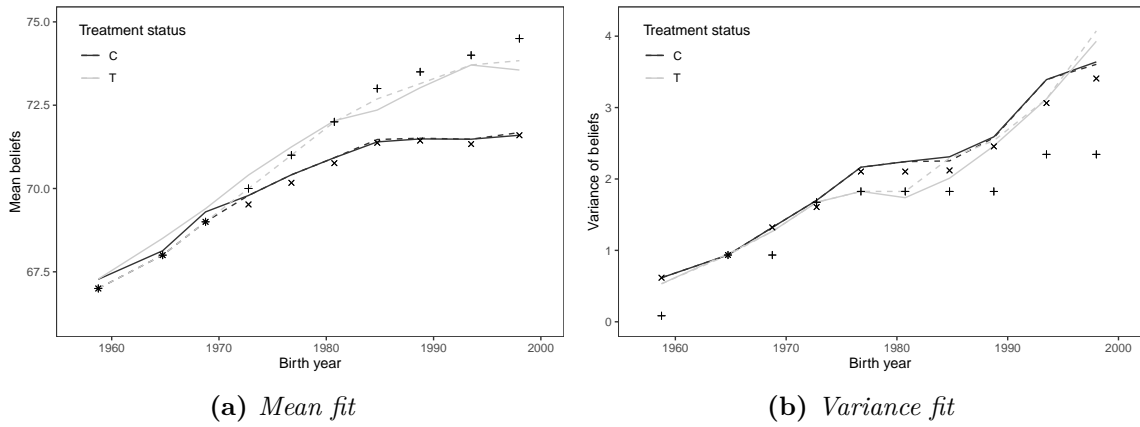 Treatment status
C
T
75.0
72.5
70.0
67.5
Mean beliefs
1960 1970 1980 1990 2000
Birth year
(a) Mean fit
Treatment status
C
T
4
3
2
1
0
Variance of beliefs
1960 1970 1980 1990 2000
Birth year
(b) Variance fit